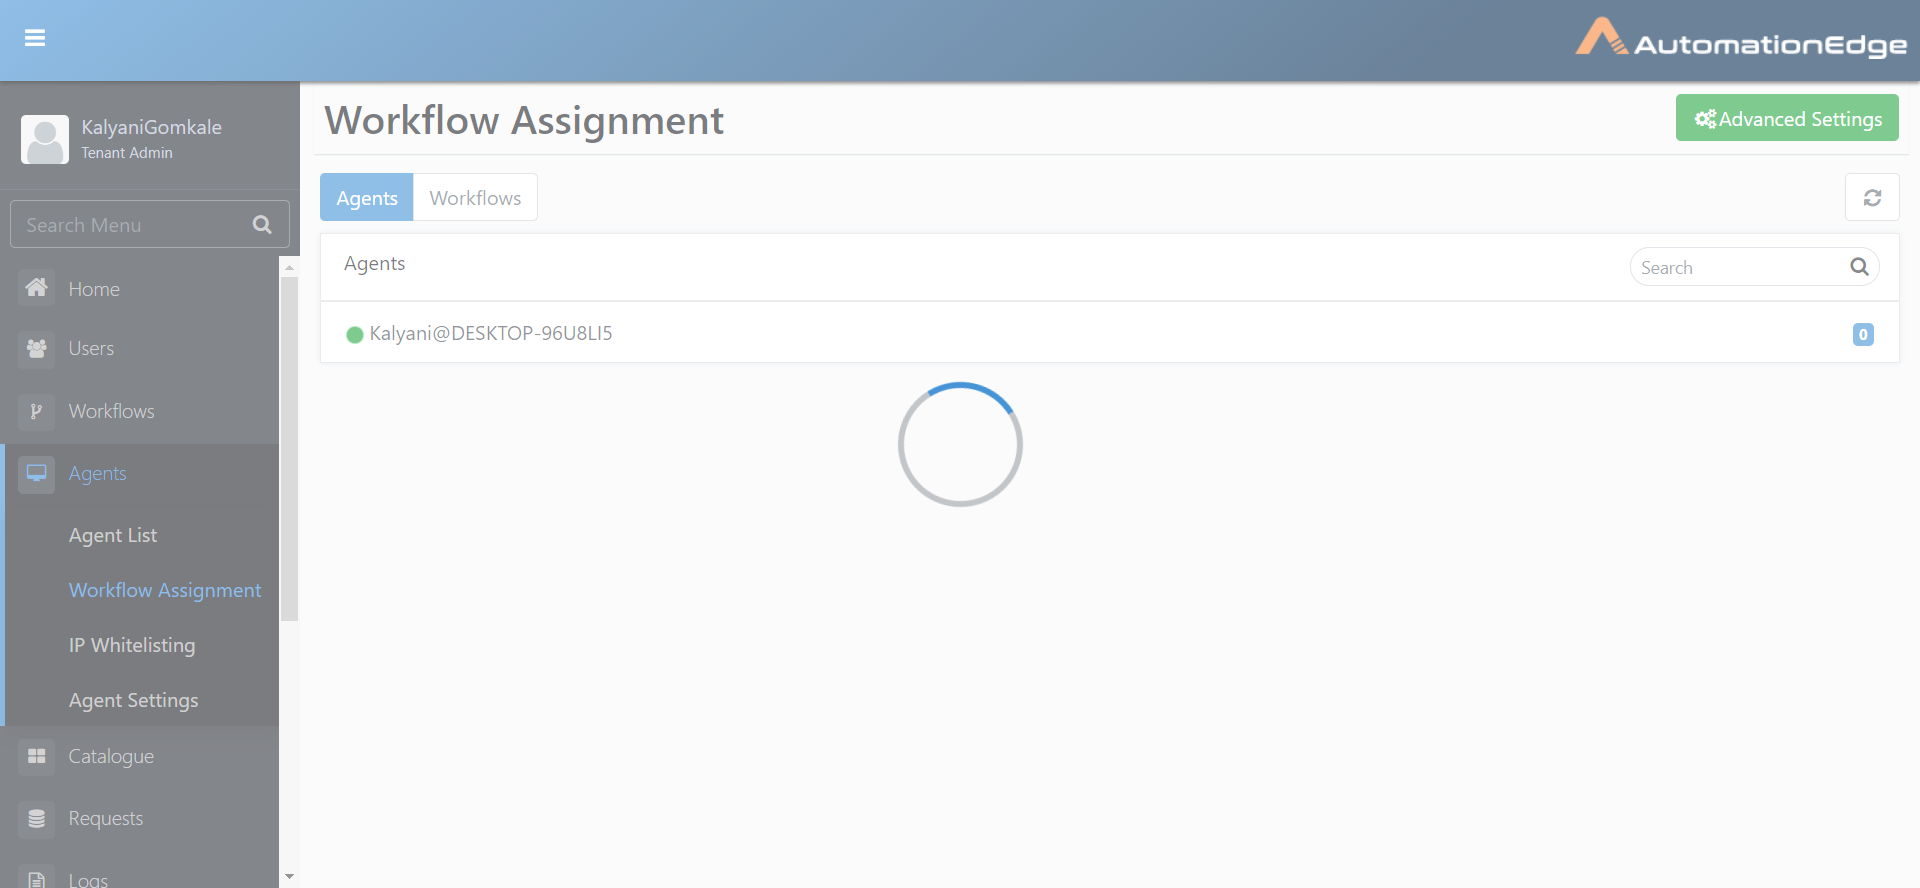 AutomationEdge
KalyaniGomkale
Tenant Admin
Search Menu
Home
Users
Workflows
Agents
Agent List
Workflow Assignment
IP Whitelisting
Agent Settings
Catalogue
Requests
Logs
Workflow Assignment
Advanced Settings
Agents
Workflows
Agents
Search
Kalyani@DESKTOP-96U8LI5
0